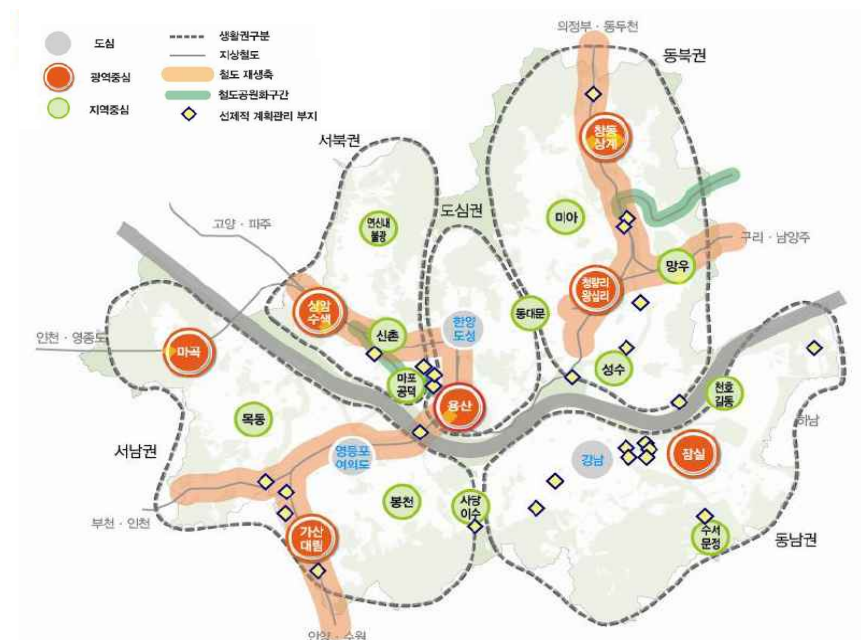 도심
광역중심
지역중심
생활권구분
지상철도
철도 재생축
철도공원화구간
선제적 계획관리 부지
의정부 · 동두천
동북권
창동
상계
서북권
고양 · 파주
연신내
불광
도심권
미아
구리 · 남양주
망우
청량리
왕십리
상암
수색
신촌
한양
도성
동대문
인천 · 영종도
마곡
마포
공덕
용산
성수
천호
길동
하남
목동
서남권
영등포
여의도
강남
잠실
부천 · 인천
봉천
사당
이수
가산
대림
수서
문정
동남권
안양 · 수원